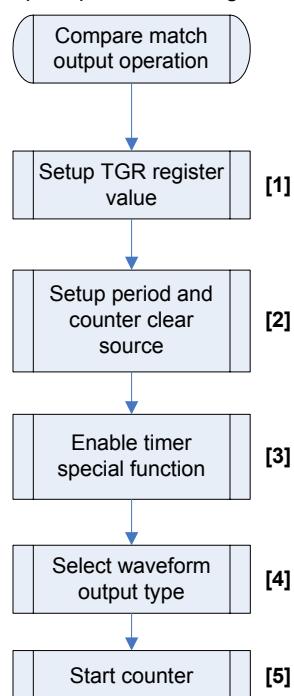 Compare match
output operation
Setup TGR register
value
[1]
Setup period and
counter clear
source
[2]
Enable timer
special function
[3]
Select waveform
output type
[4]
Start counter
[5]